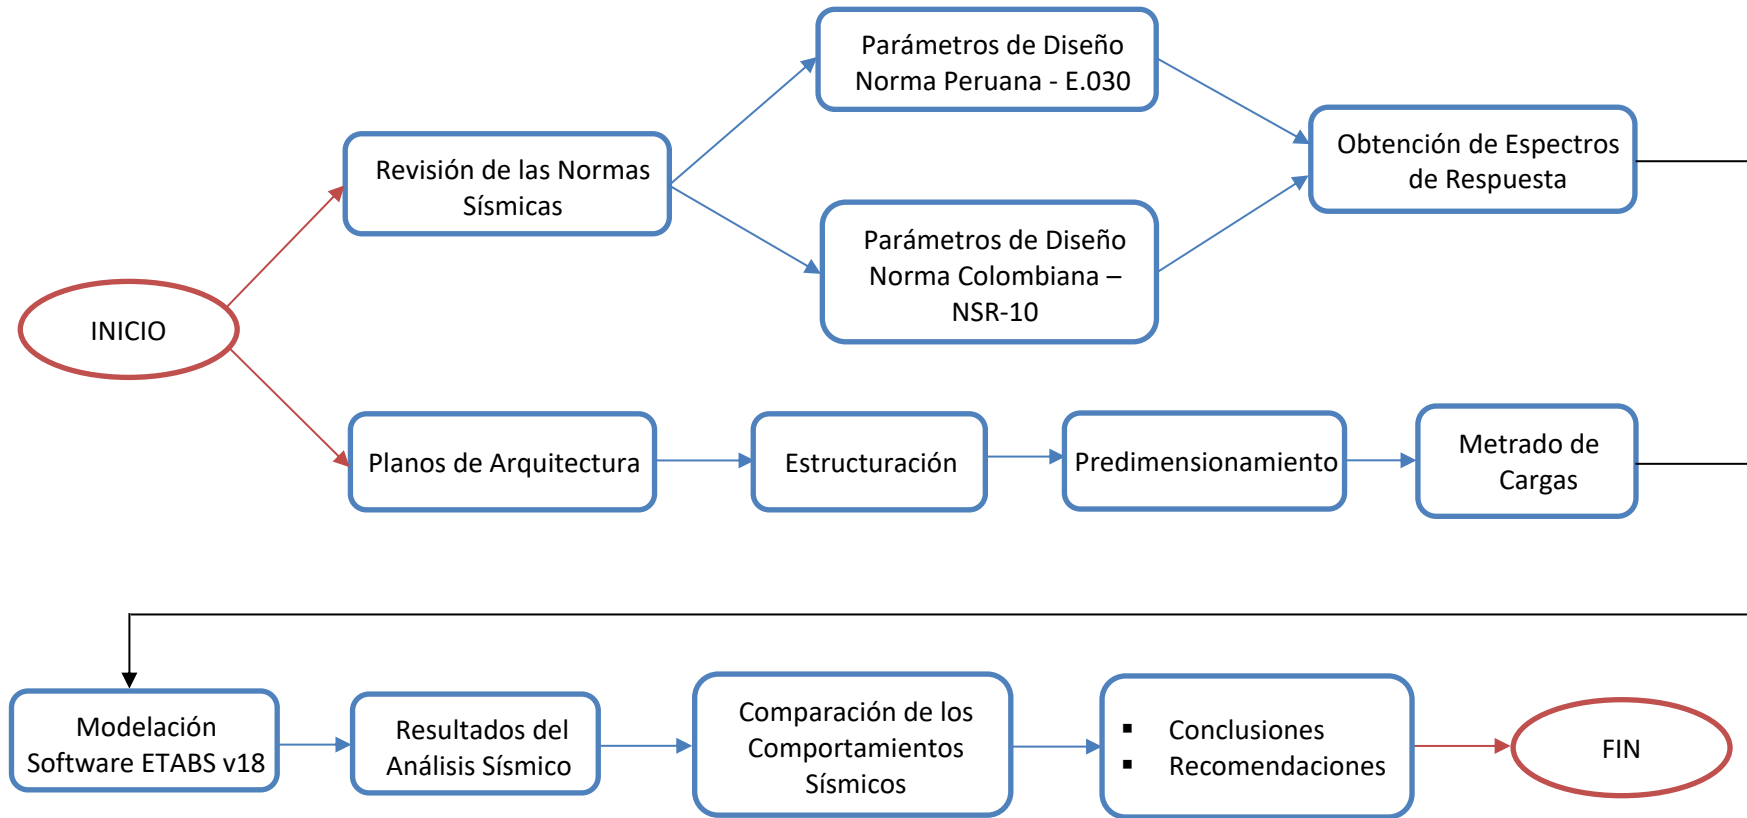 INICIO
Revisión de las Normas
Sísmicas
Parámetros de Diseño
Norma Peruana - E.030
Parámetros de Diseño
Norma Colombiana –
NSR-10
Obtención de Espectros
de Respuesta
Planos de Arquitectura
Estructuración
Predimensionamiento
Metrado de
Cargas
Modelación
Software ETABS v18
Resultados del
Análisis Sísmico
Comparación de los
Comportamientos
Sísmicos
▪ Conclusiones
▪ Recomendaciones
FIN